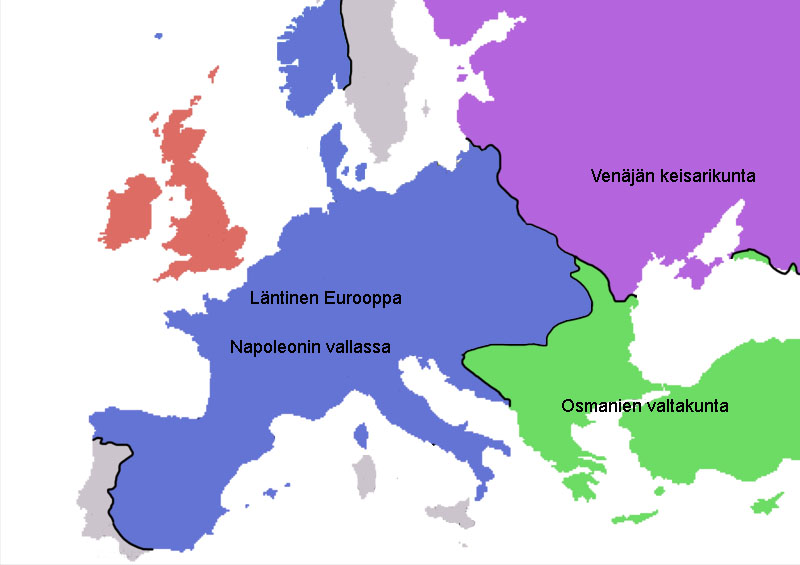 Venäjän keisarikunta
Läntinen Eurooppa
Napoleonin vallassa
Osmanien valtakunta